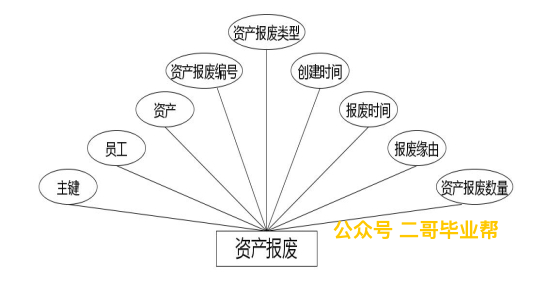 资产报废类型
资产报废编号
创建时间
资产
报废时间
员工
报废缘由
主键
资产报废数量
公众号 二哥毕业帮
资产报废